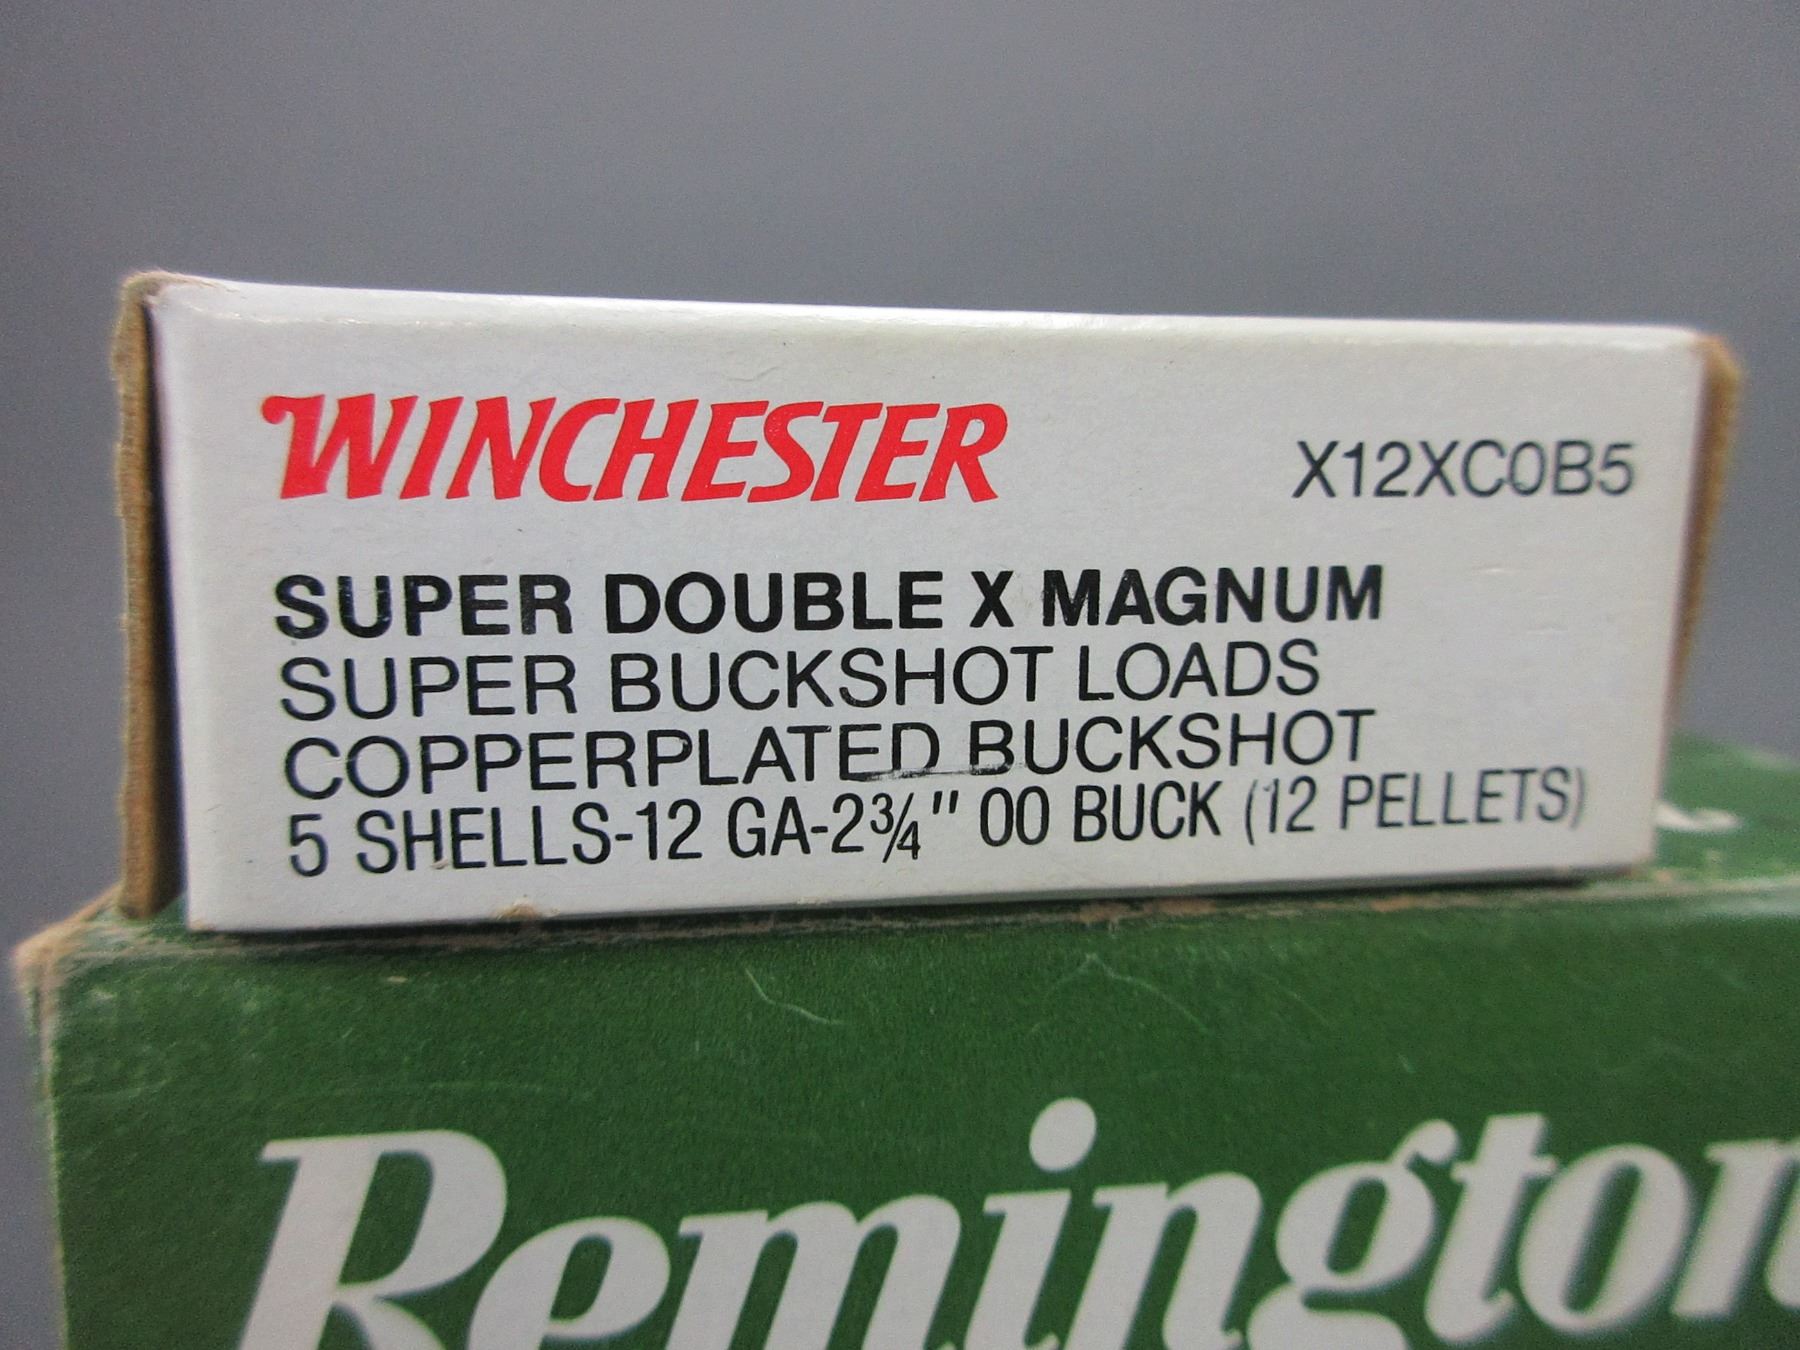 WINCHESTER X12XC0B5
SUPER DOUBLE X MAGNUM
SUPER BUCKSHOT LOADS
COPPERPLATED BUCKSHOT
5 SHELLS-12 GA-2¾" 00 BUCK (12 PELLETS)
Remington